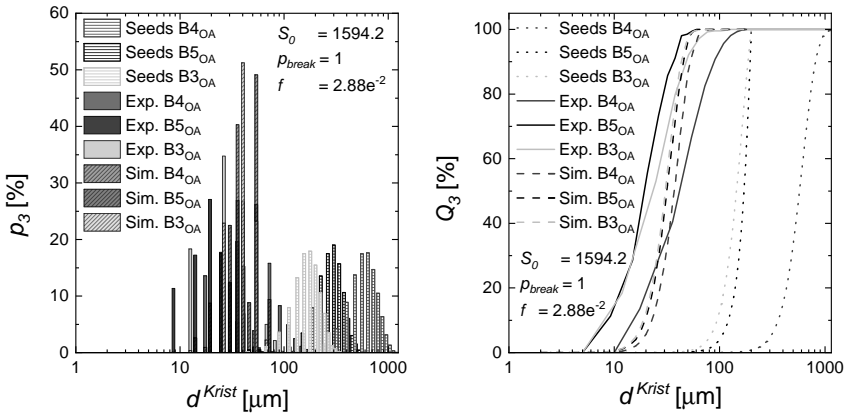 60
50
40
30
20
10
0
p3 [%]
Seeds B4OA
Seeds B5OA
Seeds B3OA
Exp. B4OA
Exp. B5OA
Exp. B3OA
Sim. B4OA
Sim. B5OA
Sim. B3OA
S0 = 1594.2
pbreak = 1
f = 2.88e-2
1 10 100 1000
d Krist [µm]
100
80
60
40
20
0
Q3 [%]
Seeds B4OA
Seeds B5OA
Seeds B3OA
Exp. B4OA
Exp. B5OA
Exp. B3OA
Sim. B4OA
Sim. B5OA
Sim. B3OA
S0 = 1594.2
pbreak = 1
f = 2.88e-2
1 10 100 1000
d Krist [µm]